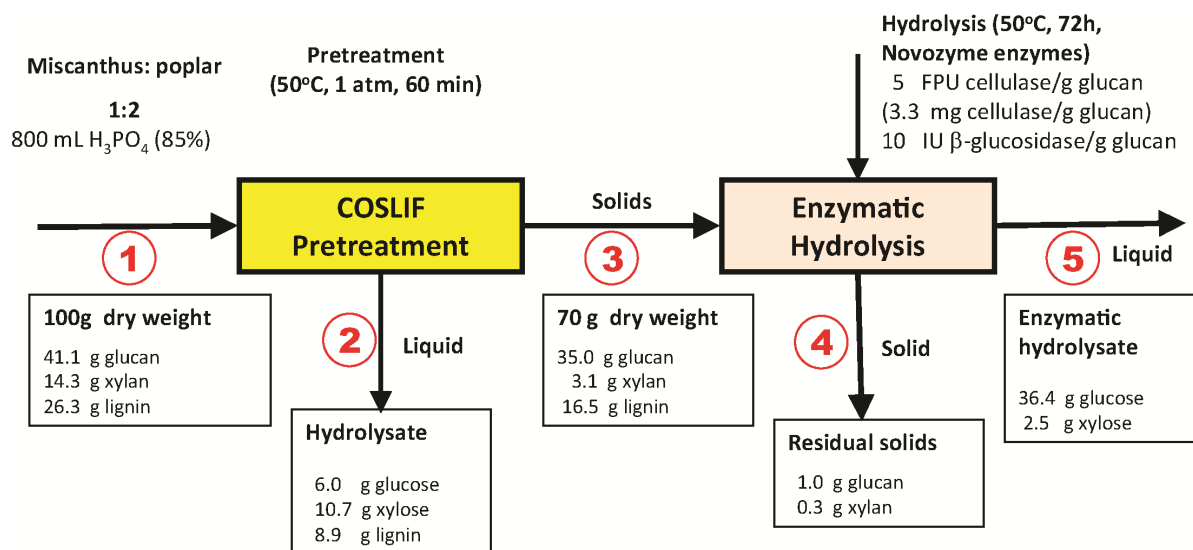 Miscanthus: poplar
1:2
800 mL H₃PO₄ (85%)
Pretreatment
(50°C, 1 atm, 60 min)
Hydrolysis (50°C, 72h,
Novozyme enzymes)
5 FPU cellulase/g glucan
(3.3 mg cellulase/g glucan)
10 IU β-glucosidase/g glucan
COSLIF
Pretreatment
Solids
Enzymatic
Hydrolysis
Liquid
1
2
Liquid
3
4
Solid
5
100g dry weight
41.1 g glucan
14.3 g xylan
26.3 g lignin
Hydrolysate
6.0 g glucose
10.7 g xylose
8.9 g lignin
70 g dry weight
35.0 g glucan
3.1 g xylan
16.5 g lignin
Residual solids
1.0 g glucan
0.3 g xylan
Enzymatic
hydrolysate
36.4 g glucose
2.5 g xylose